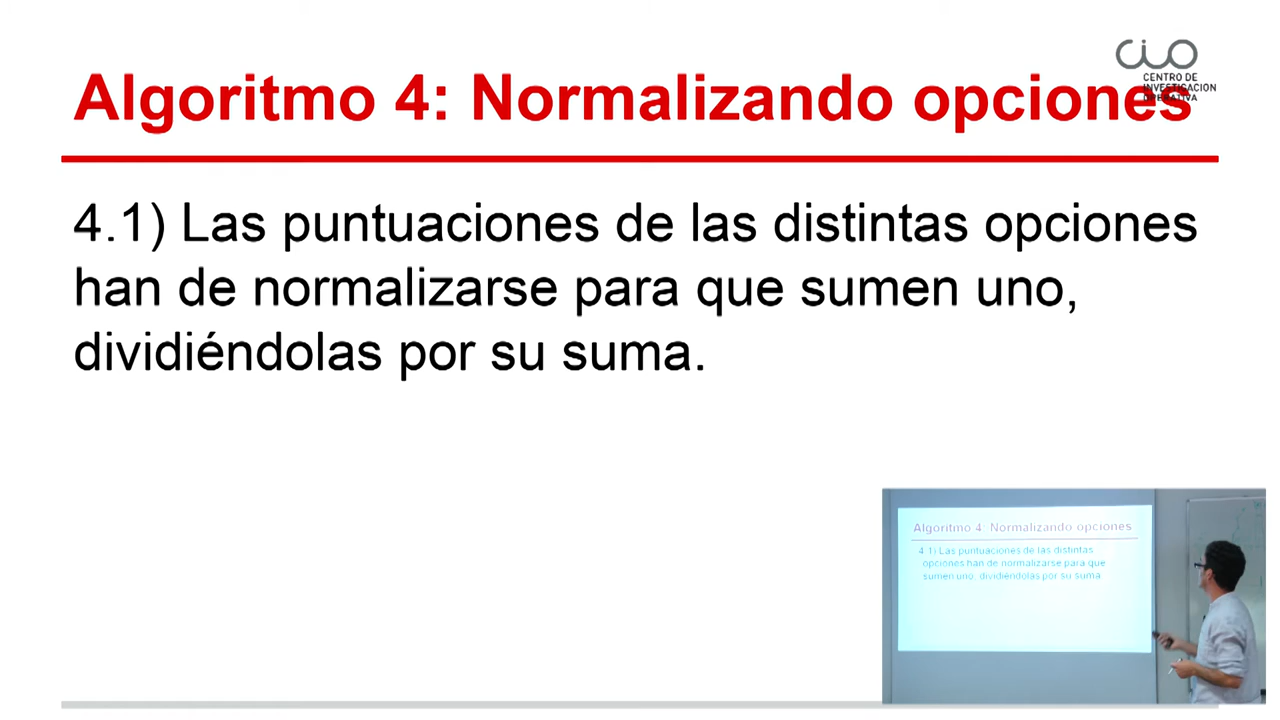 CIO
CENTRO DE
INVESTIGACION
OPERATIVA
Algoritmo 4: Normalizando opciones
4.1) Las puntuaciones de las distintas opciones
han de normalizarse para que sumen uno,
dividiéndolas por su suma.
Algoritmo 4: Normalizando opciones
4.1) Las puntuaciones de las distintas
opciones han de normalizarse para que
sumen uno, dividiéndolas por su suma.